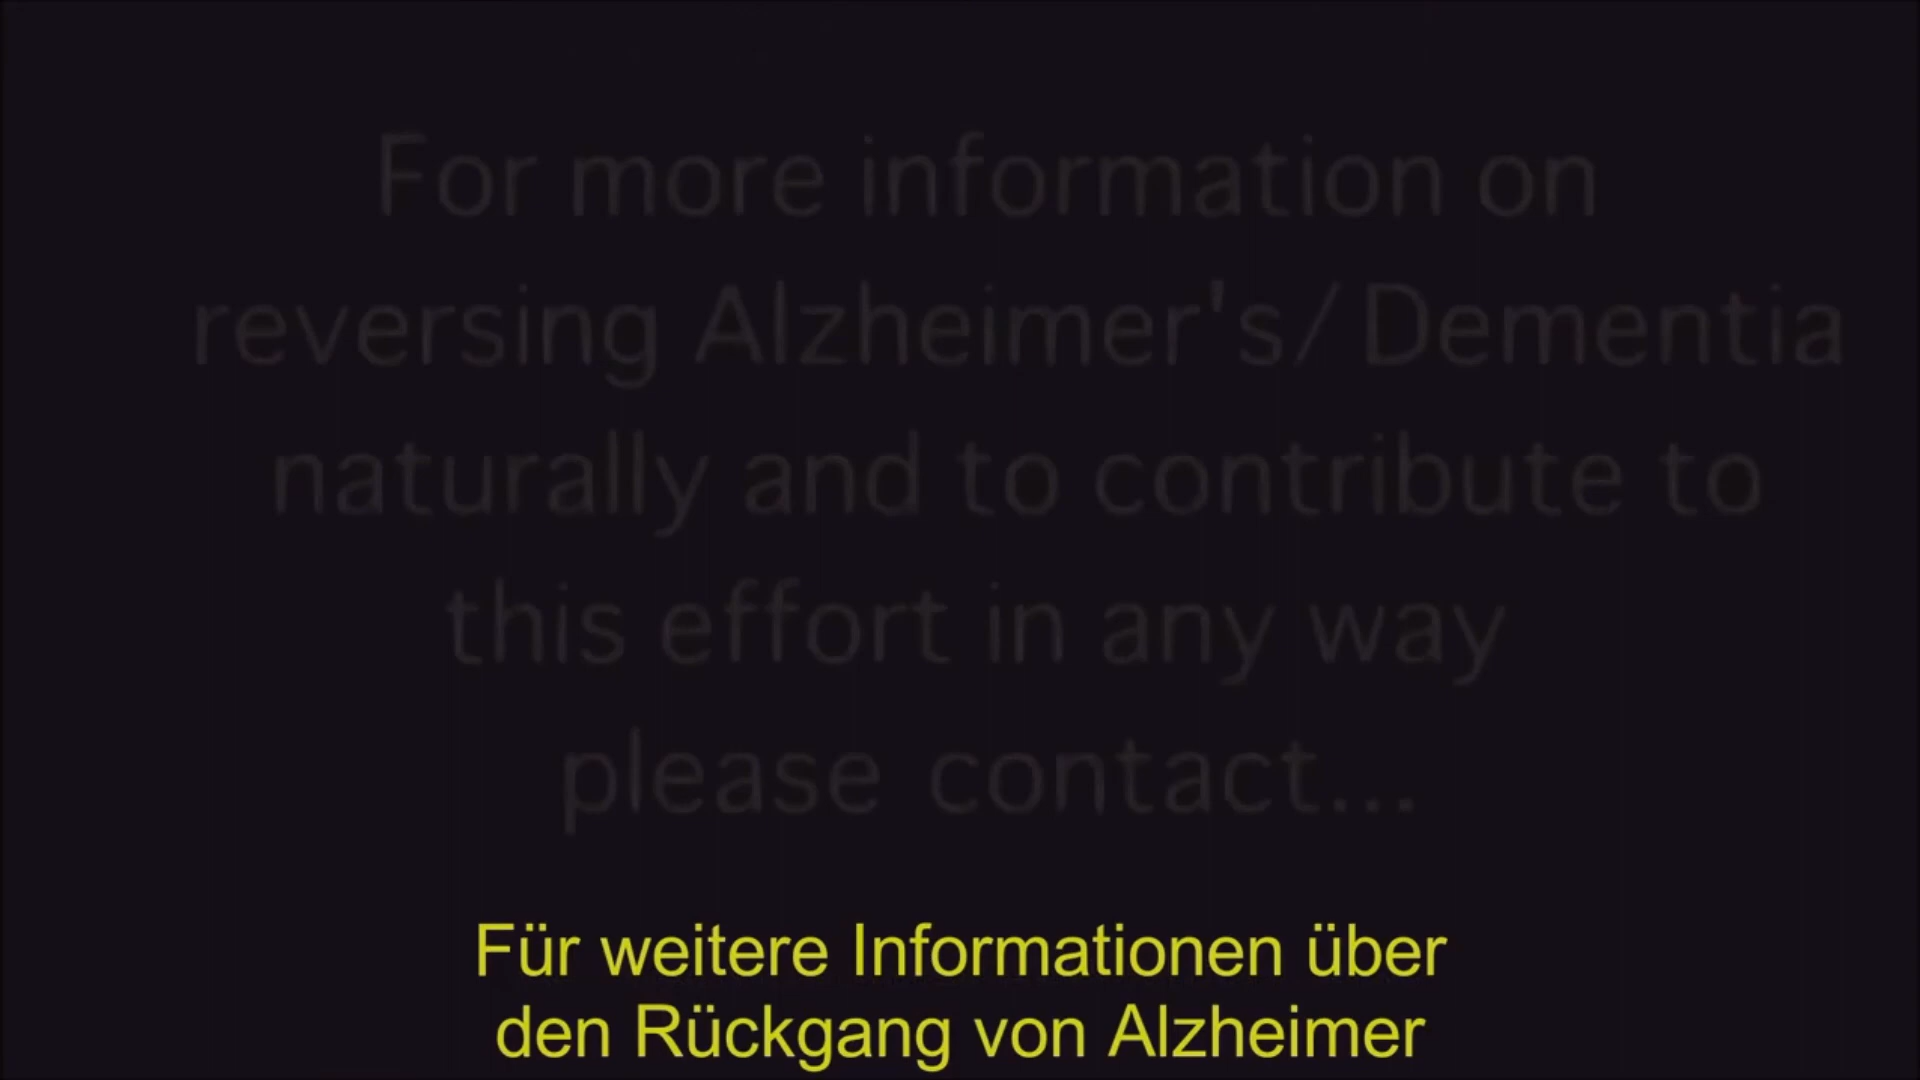 For more information on
reversing Alzheimer's/ Dementia
naturally and to contribute to
this effort in any way
please contact...
Für weitere Informationen über
den Rückgang von Alzheimer